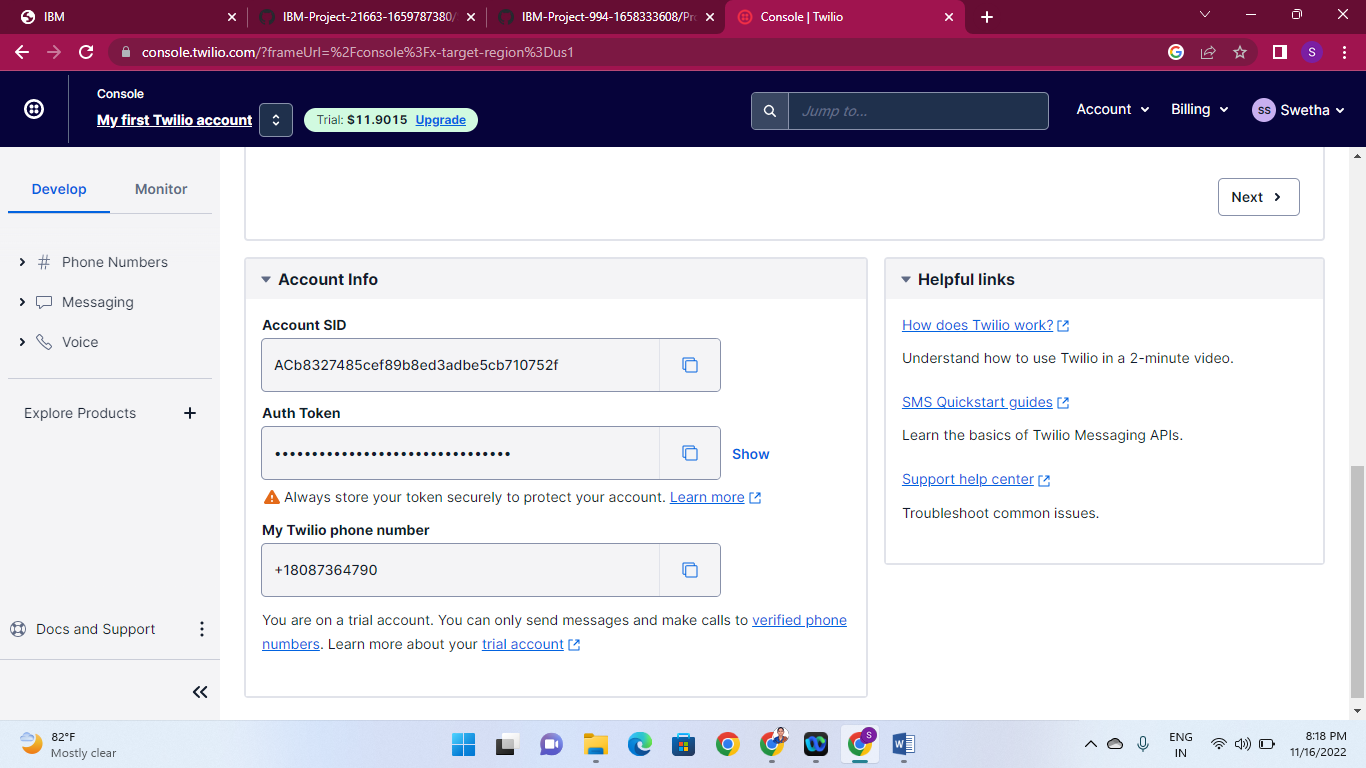 IBM
IBM-Project-21663-1659787380/
IBM-Project-994-1658333608/Pro
Console | Twilio
console.twilio.com/?frameUrl=%2Fconsole%3Fx-target-region%3Dus1
S
Console
My first Twilio account
Trial: $11.9015 Upgrade
Jump to...
Account
Billing
SS Swetha
Develop
Monitor
Next
Phone Numbers
Messaging
Voice
Explore Products
Account Info
Account SID
ACb8327485cef89b8ed3adbe5cb710752f
Auth Token
••••••••••••••••••••••••••••••••
Show
Always store your token securely to protect your account. Learn more
My Twilio phone number
+18087364790
You are on a trial account. You can only send messages and make calls to verified phone
numbers. Learn more about your trial account
Helpful links
How does Twilio work?
Understand how to use Twilio in a 2-minute video.
SMS Quickstart guides
Learn the basics of Twilio Messaging APIs.
Support help center
Troubleshoot common issues.
Docs and Support
82°F
Mostly clear
S
ENG
IN
8:18 PM
11/16/2022